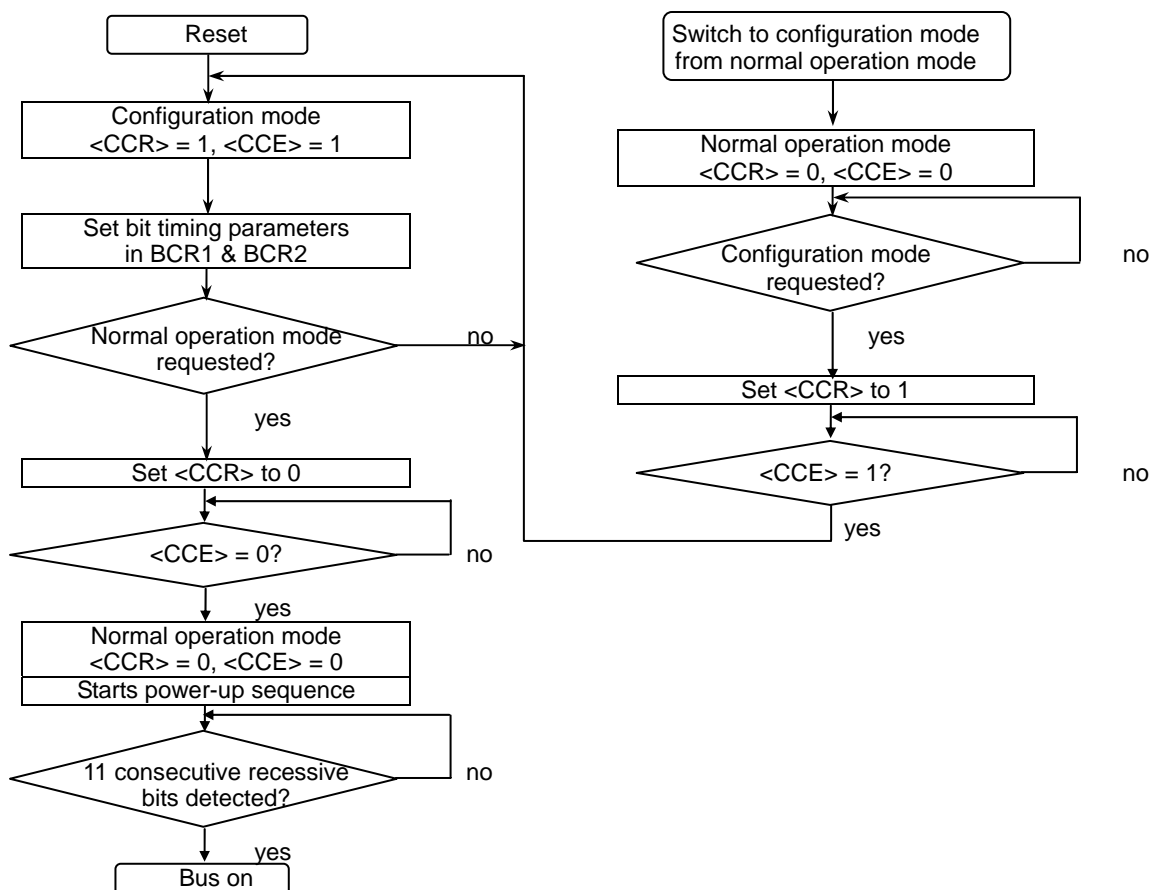 Reset
Configuration mode
<CCR> = 1, <CCE> = 1
Set bit timing parameters
in BCR1 & BCR2
Normal operation mode
requested?
no
yes
Set <CCR> to 0
<CCE> = 0?
no
yes
Normal operation mode
<CCR> = 0, <CCE> = 0
Starts power-up sequence
11 consecutive recessive
bits detected?
no
yes
Bus on
Switch to configuration mode
from normal operation mode
Normal operation mode
<CCR> = 0, <CCE> = 0
Configuration mode
requested?
no
yes
Set <CCR> to 1
<CCE> = 1?
no
yes